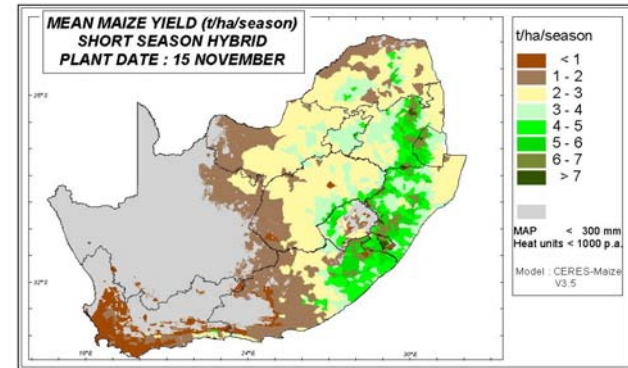 MEAN MAIZE YIELD (t/ha/season)
SHORT SEASON HYBRID
PLANT DATE : 15 NOVEMBER
t/ha/season
< 1
1 - 2
2 - 3
3 - 4
4 - 5
5 - 6
6 - 7
> 7
MAP < 300 mm
Heat units < 1000 p.a.
Model : CERES-Maize
V3.5